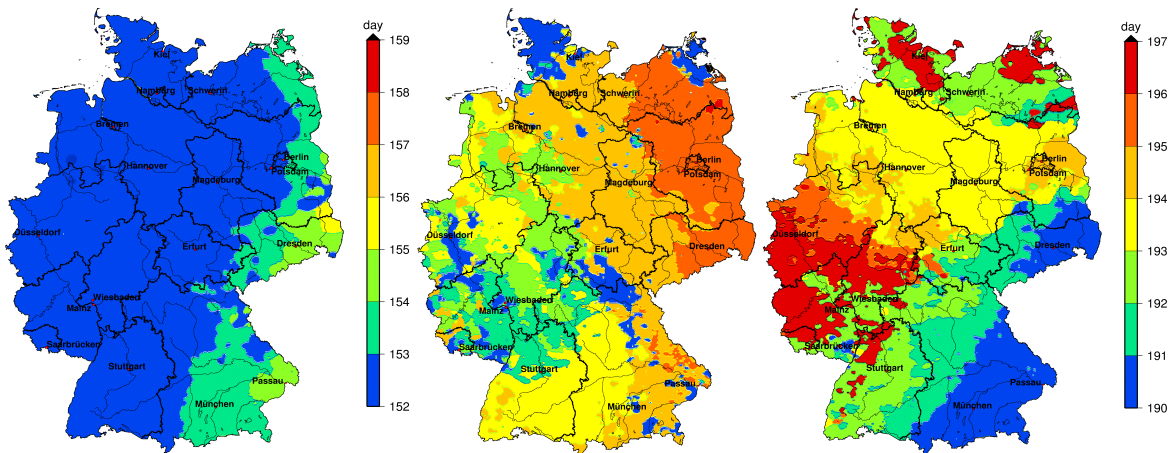 day
159
158
157
156
155
154
153
152
Kiel
Hamburg
Schwerin
Bremen
Hannover
Berlin
Potsdam
Magdeburg
Düsseldorf
Erfurt
Dresden
Wiesbaden
Mainz
Saarbrücken
Stuttgart
Passau
München
Kiel
Hamburg
Schwerin
Bremen
Hannover
Berlin
Potsdam
Magdeburg
Düsseldorf
Erfurt
Dresden
Wiesbaden
Mainz
Saarbrücken
Stuttgart
Passau
München
day
197
196
195
194
193
192
191
190
Kiel
Schwerin
Hamburg
Bremen
Hannover
Berlin
Potsdam
Magdeburg
Düsseldorf
Erfurt
Dresden
Wiesbaden
Mainz
Saarbrücken
Stuttgart
Passau
München